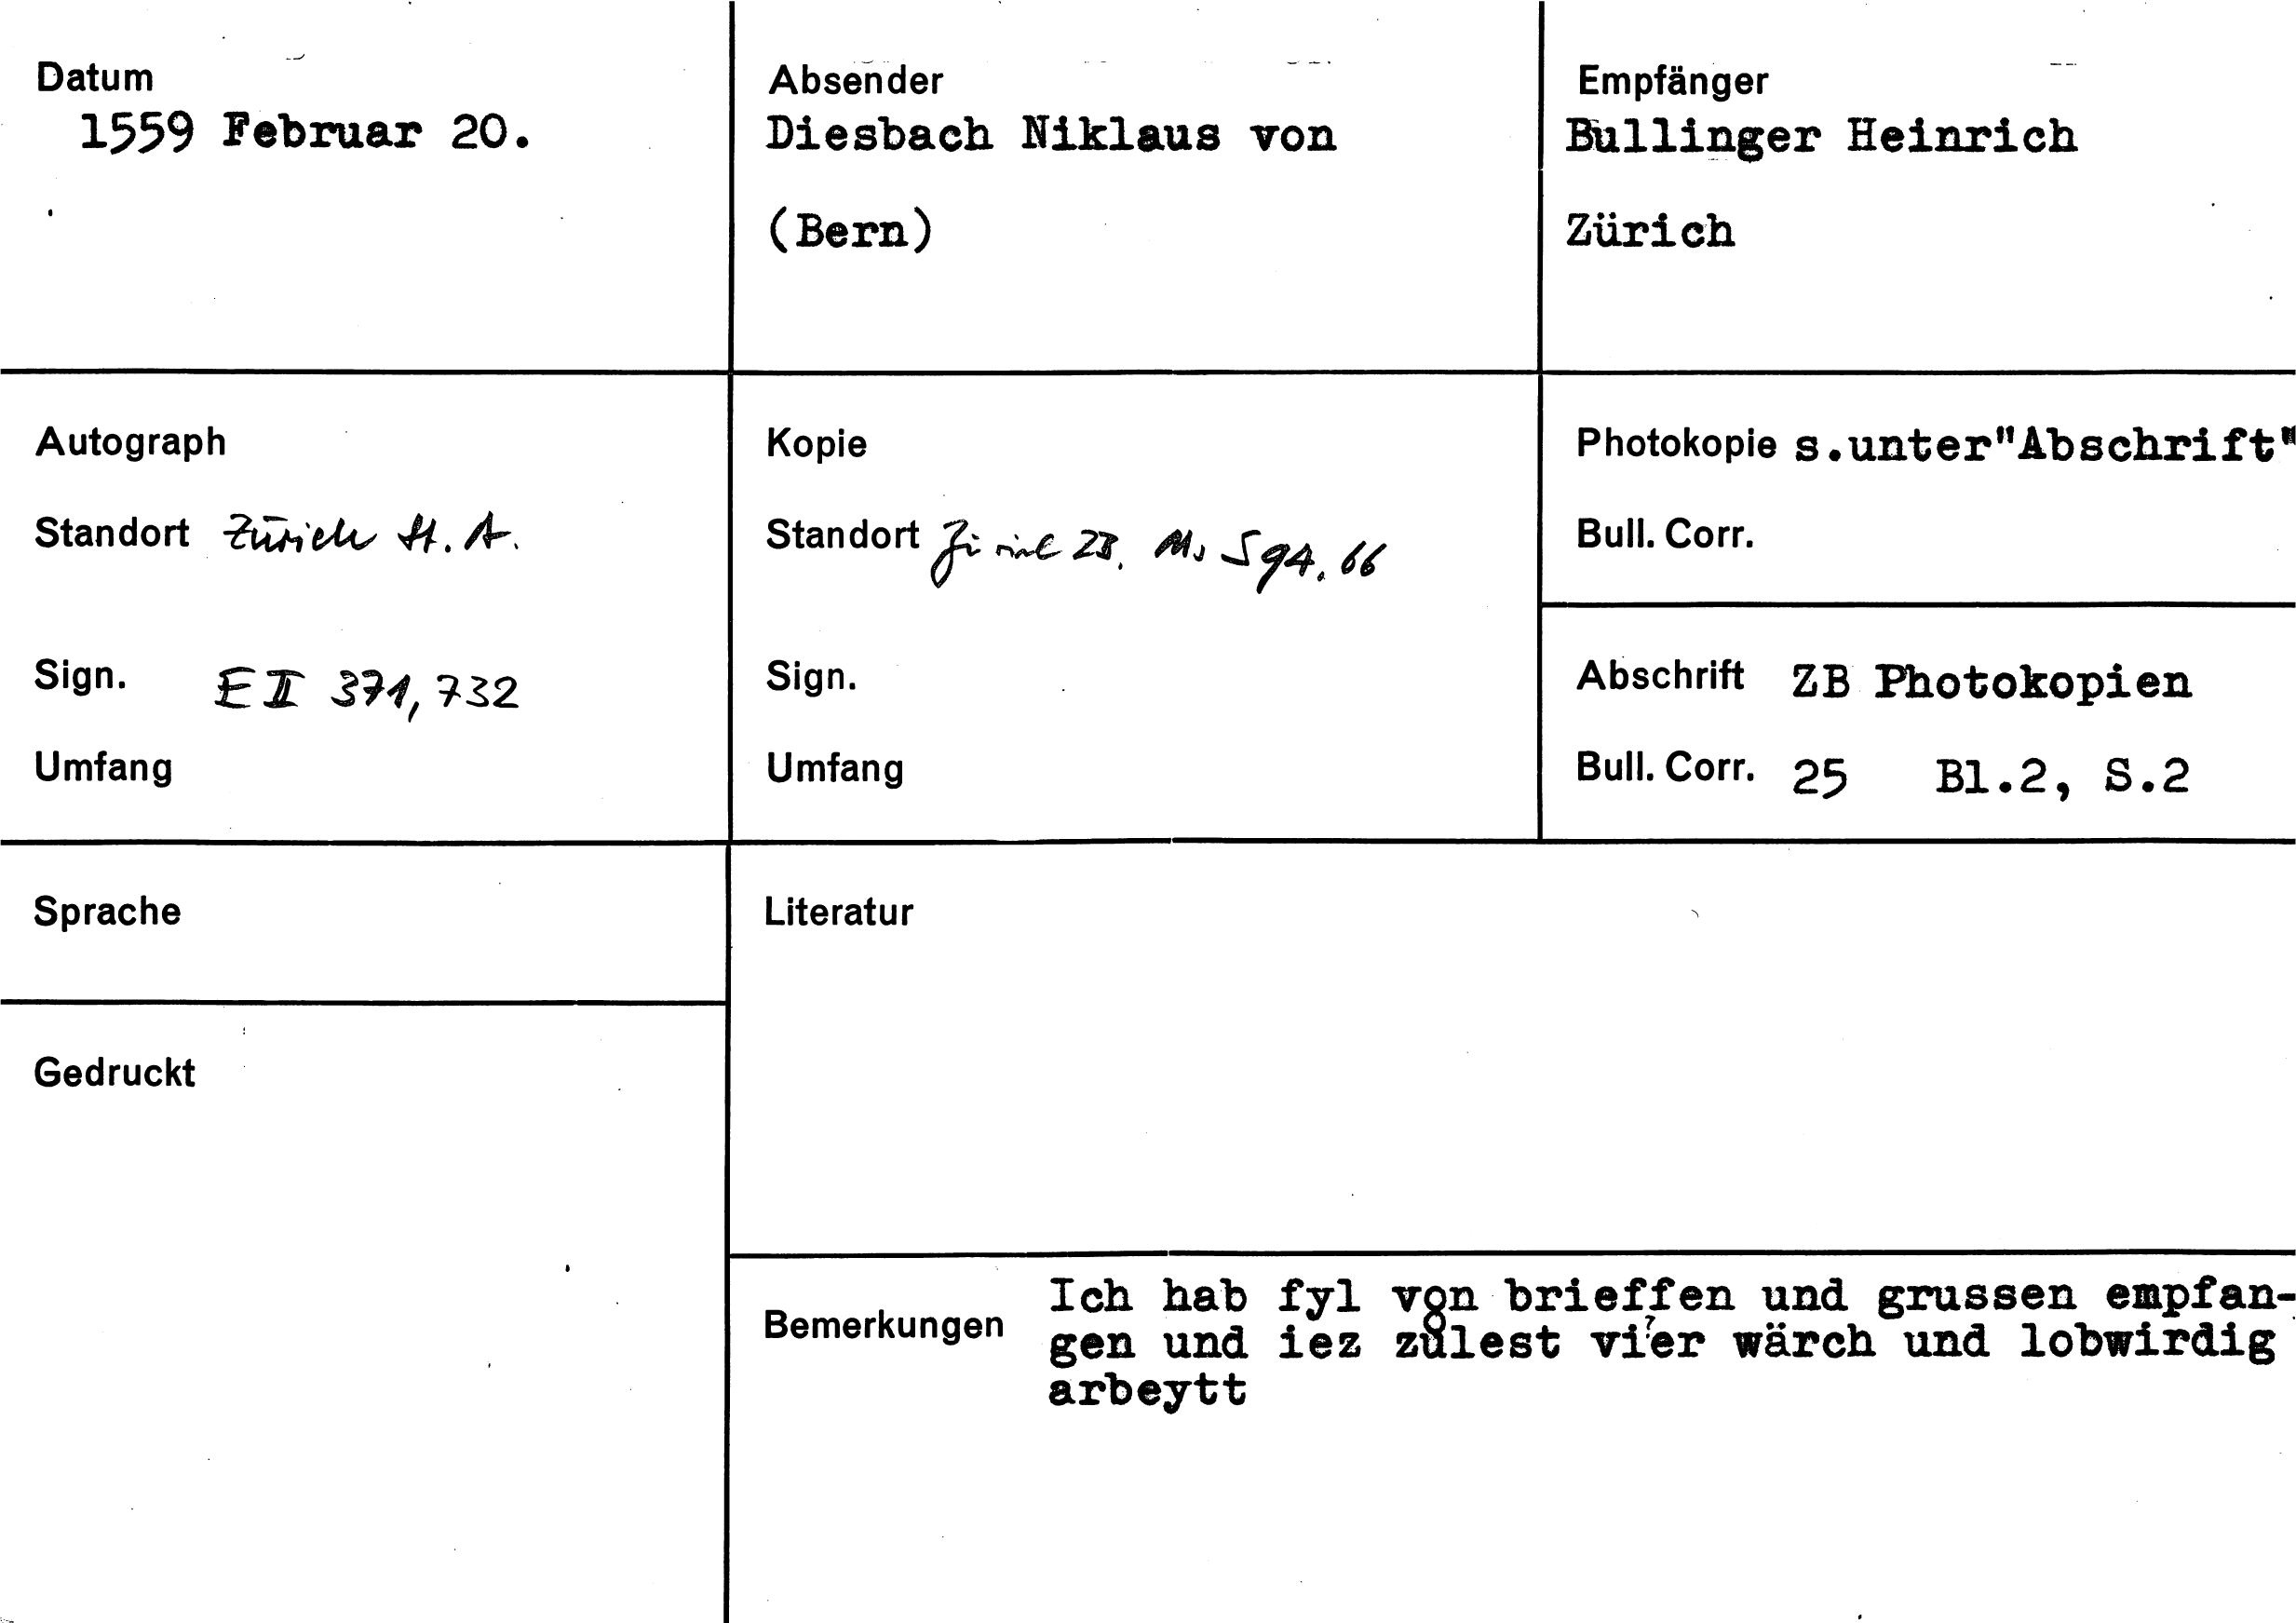 Datum
1559 Februar 20.
Absender
Diesbach Niklaus von
(Bern)
Empfänger
Bullinger Heinrich
Zürich
Autograph
Standort Zürich St. A.
Sign. E II 371, 732
Umfang
Kopie
Standort Zürich ZB. Ms S 94. 66
Sign.
Umfang
Photokopie s.unter"Abschrift"
Bull. Corr.
Abschrift ZB Photokopien
Bull. Corr. 25 Bl.2, S.2
Sprache
Gedruckt
Literatur
Bemerkungen
Ich hab fyl von brieffen und grussen empfan-
gen und iez zůlest vier wärch und lobwirdig
arbeytt